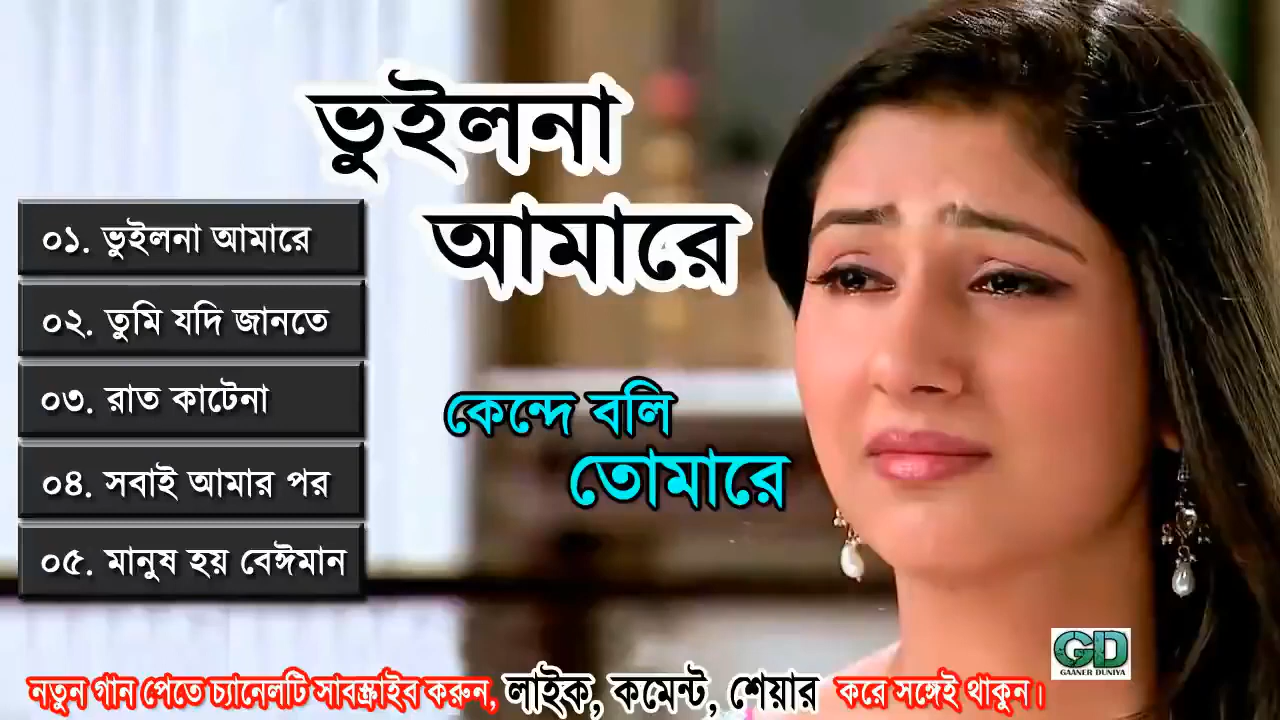 ভুইলনা
আমারে
০১. ভুইলনা আমারে
০২. তুমি যদি জানতে
০৩. রাত কাটেনা
০৪. সবাই আমার পর
০৫. মানুষ হয় বেঈমান
কেন্দে বলি
তোমারে
GD
GAANER DUNIYA
নতুন গান পেতে চ্যানেলটি সাবস্ক্রাইব করুন, লাইক, কমেন্ট, শেয়ার করে সঙ্গেই থাকুন।